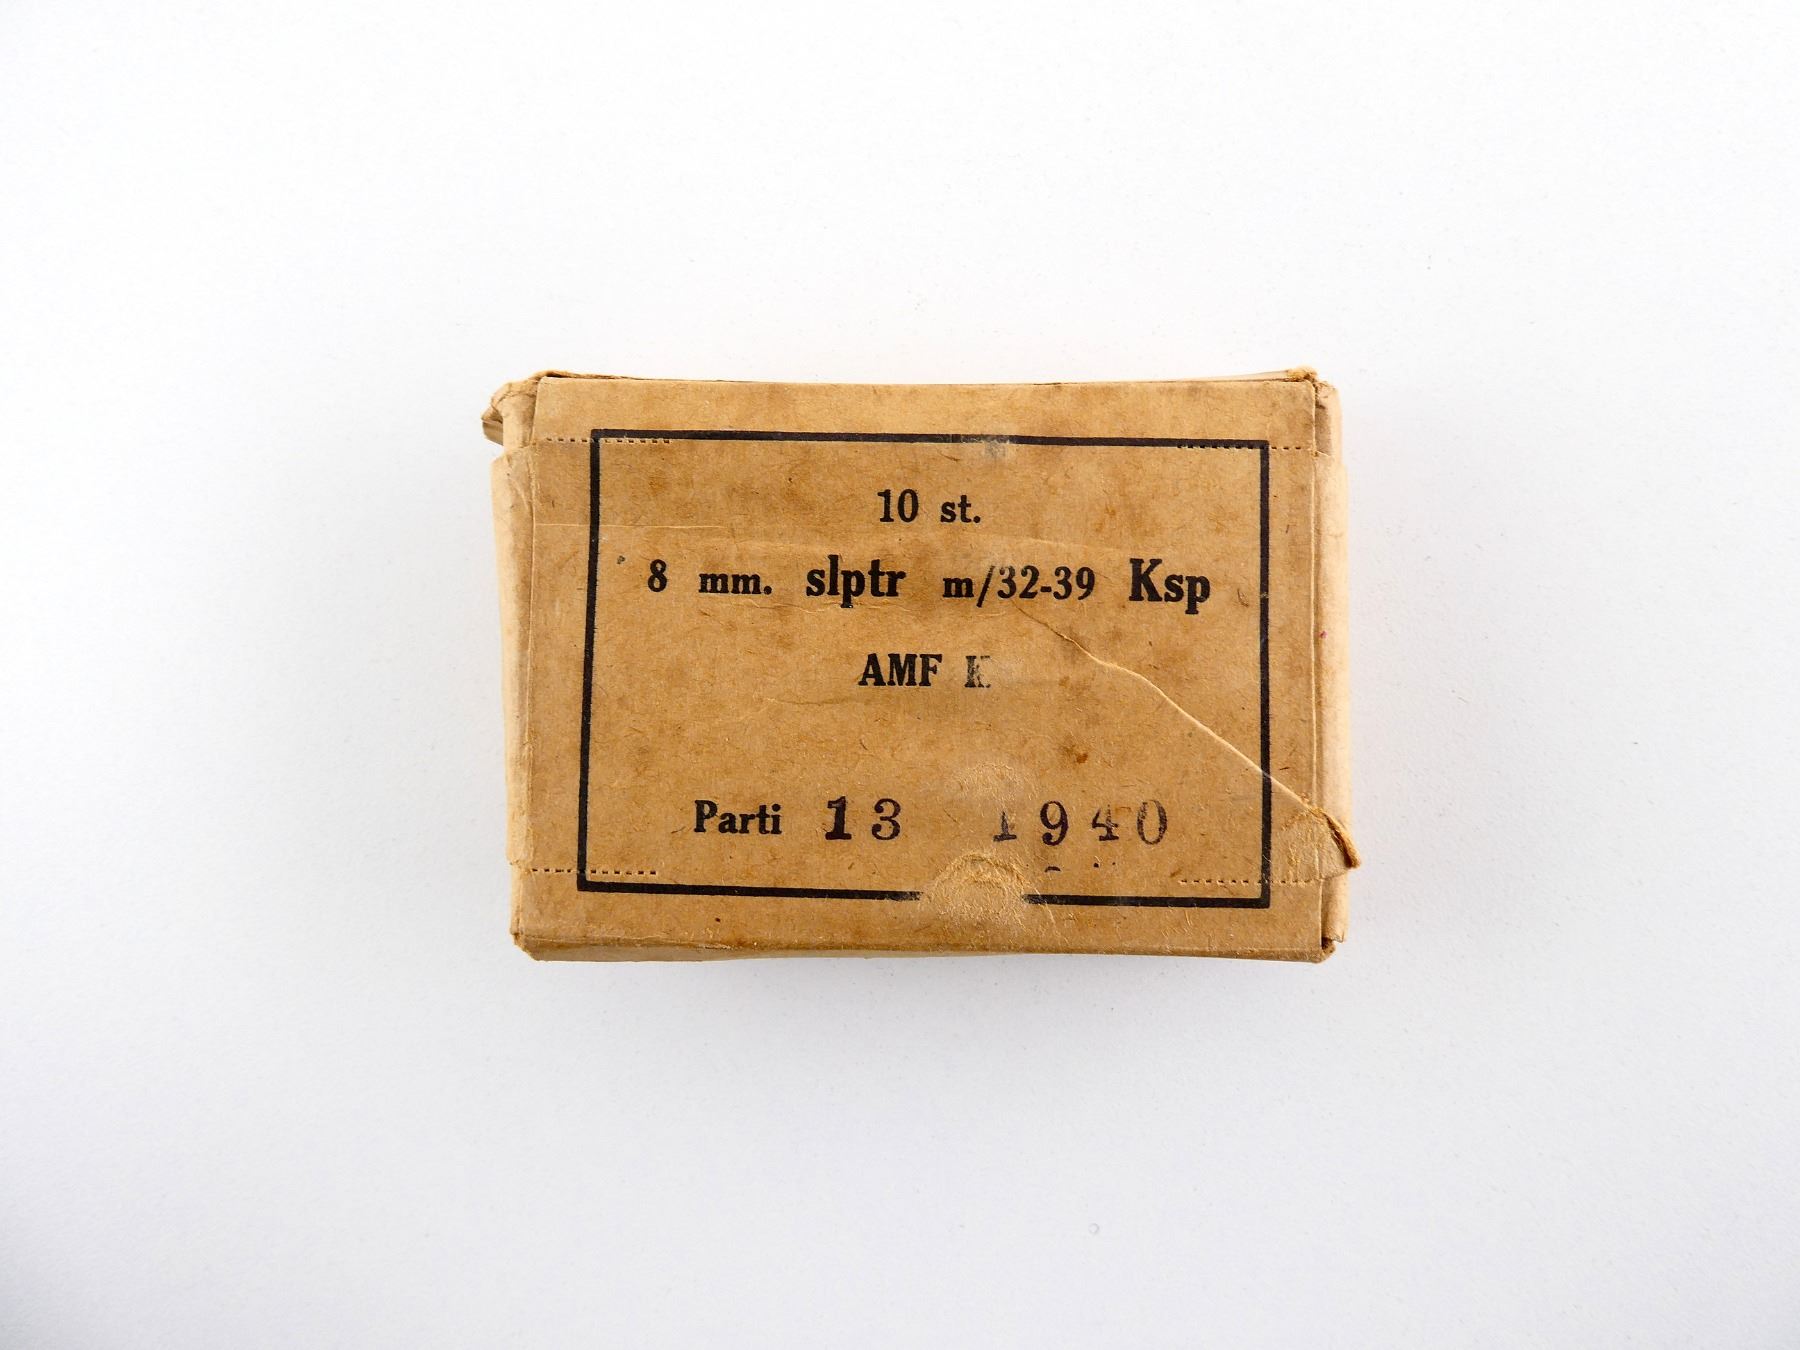 10 st.
8 mm. slptr m/32-39 Ksp
AMF K
Parti 13 1940